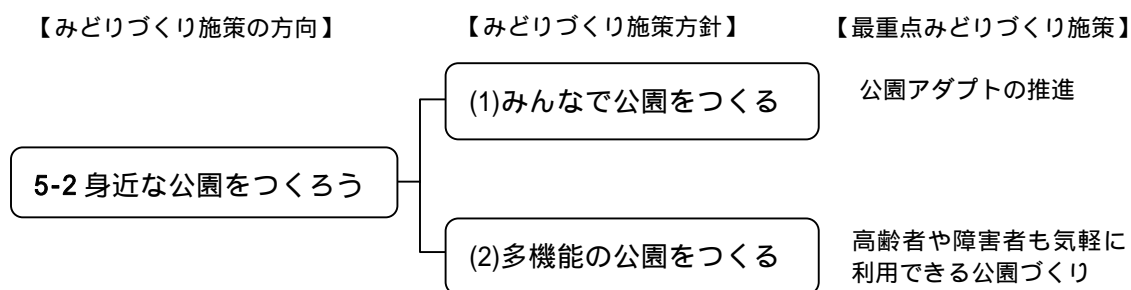 【みどりづくり施策の方向】 【みどりづくり施策方針】 【最重点みどりづくり施策】
(1)みんなで公園をつくる
公園アダプトの推進
5-2 身近な公園をつくろう
(2)多機能の公園をつくる
高齢者や障害者も気軽に
利用できる公園づくり